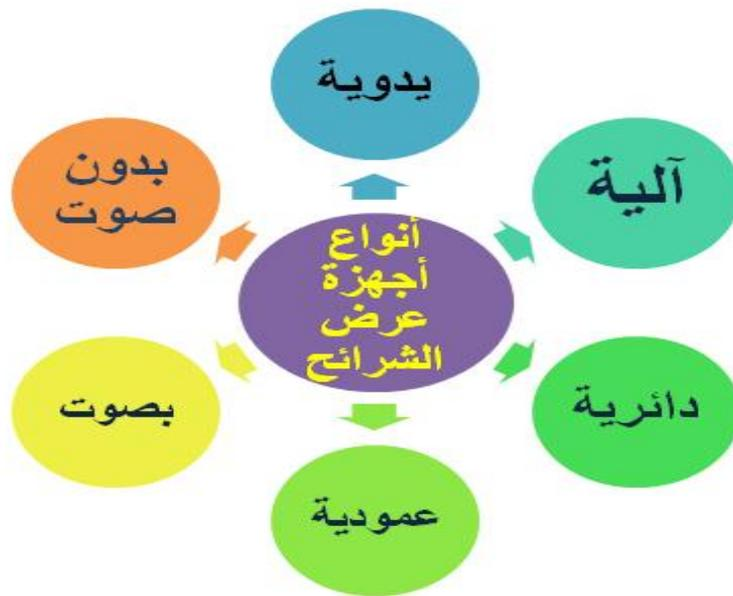 أنواع
أجهزة
عرض
الشرائح
يدوية
آلية
دائرية
عمودية
بصوت
بدون
صوت